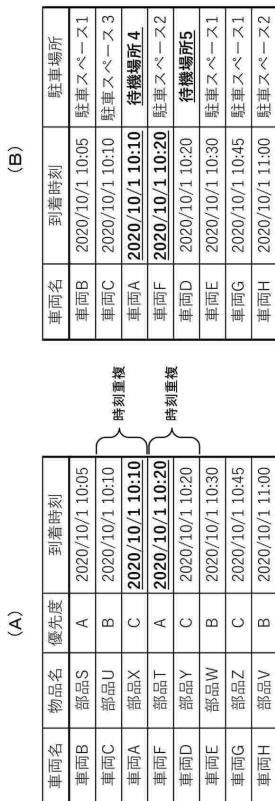 (A)
車両名 物品名 優先度 到着時刻
車両B 部品S A 2020/10/1 10:05
車両C 部品U B 2020/10/1 10:10
車両A 部品X C 2020/10/1 10:10
車両F 部品T A 2020/10/1 10:20
車両D 部品Y C 2020/10/1 10:20
車両E 部品W B 2020/10/1 10:30
車両G 部品Z C 2020/10/1 10:45
車両H 部品V B 2020/10/1 11:00
時刻重複
時刻重複
(B)
車両名 到着時刻 駐車場所
車両B 2020/10/1 10:05 駐車スペース1
車両C 2020/10/1 10:10 駐車スペース3
車両A 2020/10/1 10:10 待機場所4
車両F 2020/10/1 10:20 駐車スペース2
車両D 2020/10/1 10:20 待機場所5
車両E 2020/10/1 10:30 駐車スペース1
車両G 2020/10/1 10:45 駐車スペース1
車両H 2020/10/1 11:00 駐車スペース2